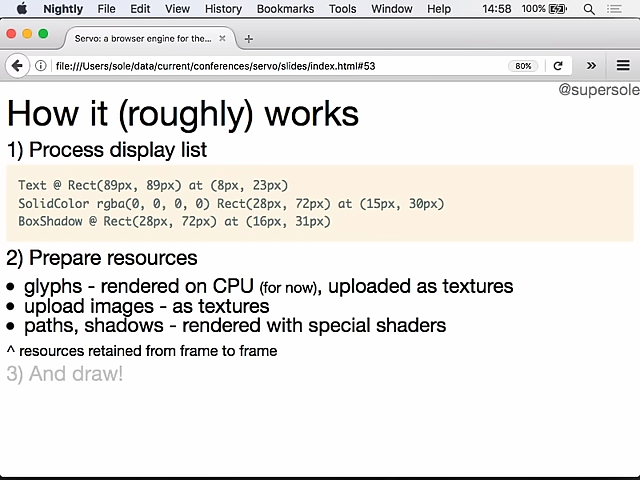 Nightly File Edit View History Bookmarks Tools Window Help 14:58 100%
Servo: a browser engine for the...
file:///Users/sole/data/current/conferences/servo/slides/index.html#53 80%
@supersole
How it (roughly) works
1) Process display list
Text @ Rect(89px, 89px) at (8px, 23px)
SolidColor rgba(0, 0, 0, 0) Rect(28px, 72px) at (15px, 30px)
BoxShadow @ Rect(28px, 72px) at (16px, 31px)
2) Prepare resources
• glyphs - rendered on CPU (for now), uploaded as textures
• upload images - as textures
• paths, shadows - rendered with special shaders
^ resources retained from frame to frame
3) And draw!